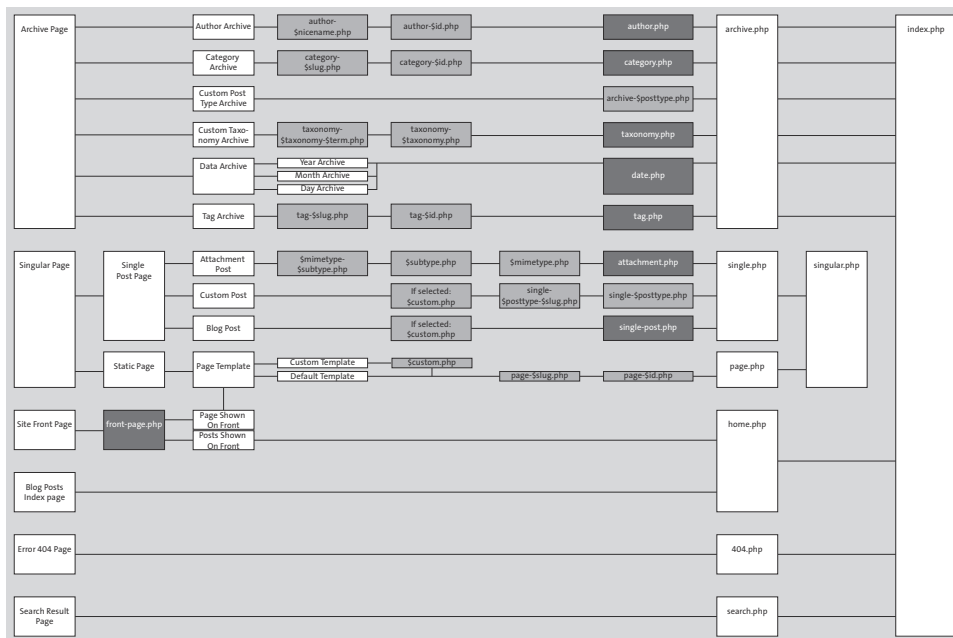 Archive Page
Author Archive
author-
$nicename.php
author-$id.php
author.php
archive.php
index.php
Category
Archive
category-
$slug.php
category-$id.php
category.php
Custom Post
Type Archive
archive-$posttype.php
Custom Taxo-
nomy Archive
taxonomy-
$taxonomy-$term.php
taxonomy-
$taxonomy.php
taxonomy.php
Data Archive
Year Archive
Month Archive
Day Archive
date.php
Tag Archive
tag-$slug.php
tag-$id.php
tag.php
Singular Page
Single
Post Page
Attachment
Post
$mimetype-
$subtype.php
$subtype.php
$mimetype.php
attachment.php
single.php
singular.php
Custom Post
If selected:
$custom.php
single-
$posttype-$slug.php
single-$posttype.php
Blog Post
If selected:
$custom.php
single-post.php
Static Page
Page Template
Custom Template
$custom.php
Default Template
page-$slug.php
page-$id.php
page.php
Site Front Page
front-page.php
Page Shown
On Front
Posts Shown
On Front
home.php
Blog Posts
Index page
Error 404 Page
404.php
Search Result
Page
search.php